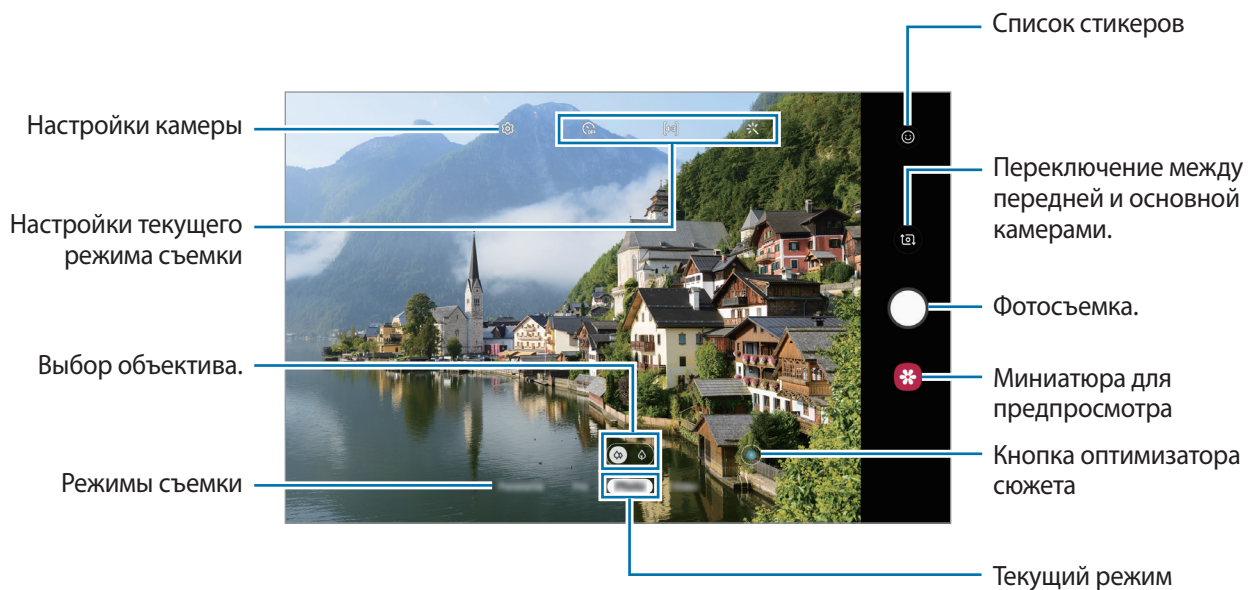 Список стикеров
Настройки камеры
Переключение между
передней и основной
камерами.
Настройки текущего
режима съемки
Фотосъемка.
Выбор объектива.
Миниатюра для
предпросмотра
Кнопка оптимизатора
сюжета
Режимы съемки
Текущий режим